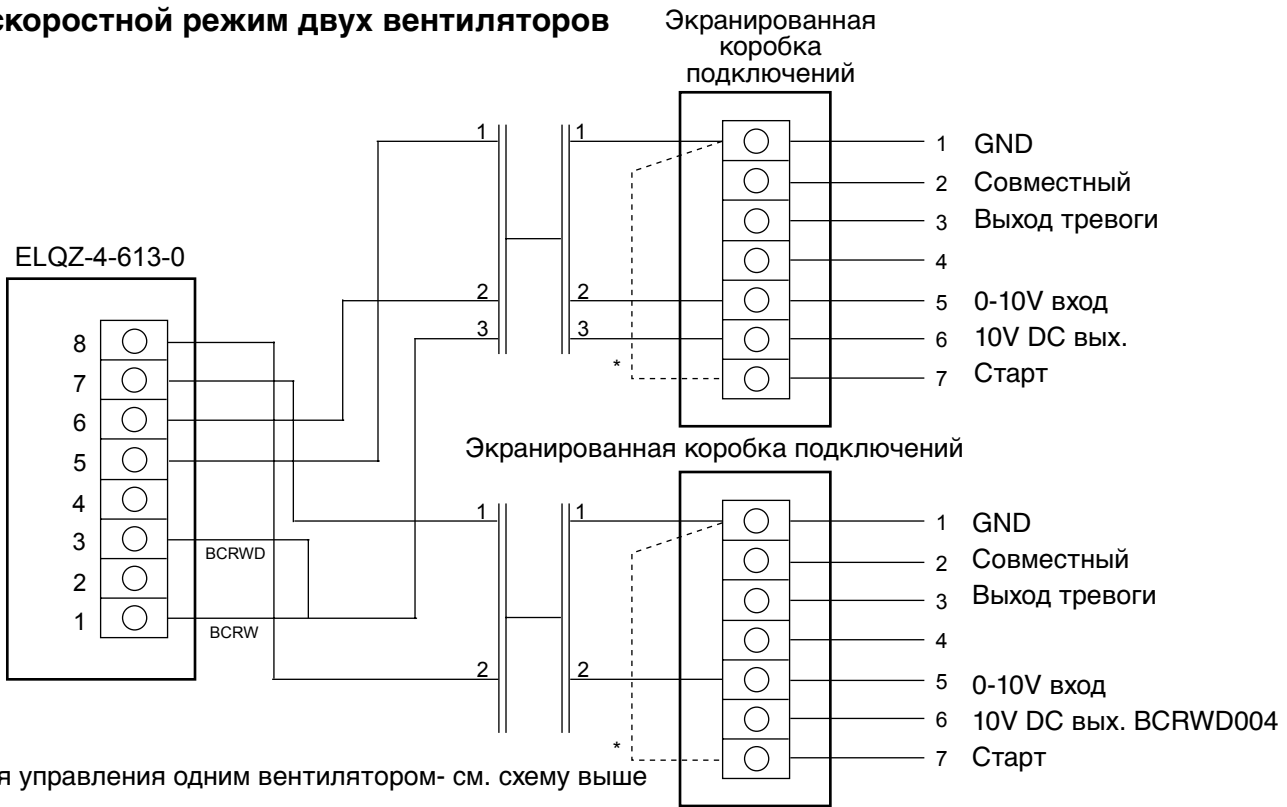 скоростной режим двух вентиляторов
Экранированная
коробка
подключений
1
1
1 GND
2 Совместный
3 Выход тревоги
4
ELQZ-4-613-0
2
2
5 0-10V вход
3
3
6 10V DC вых.
*
7 Старт
8
7
6
5
4
3
2
1
BCRWD
BCRW
Экранированная коробка подключений
1
1
1 GND
2 Совместный
3 Выход тревоги
4
2
2
5 0-10V вход
6 10V DC вых. BCRWD004
*
7 Старт
я управления одним вентилятором- см. схему выше